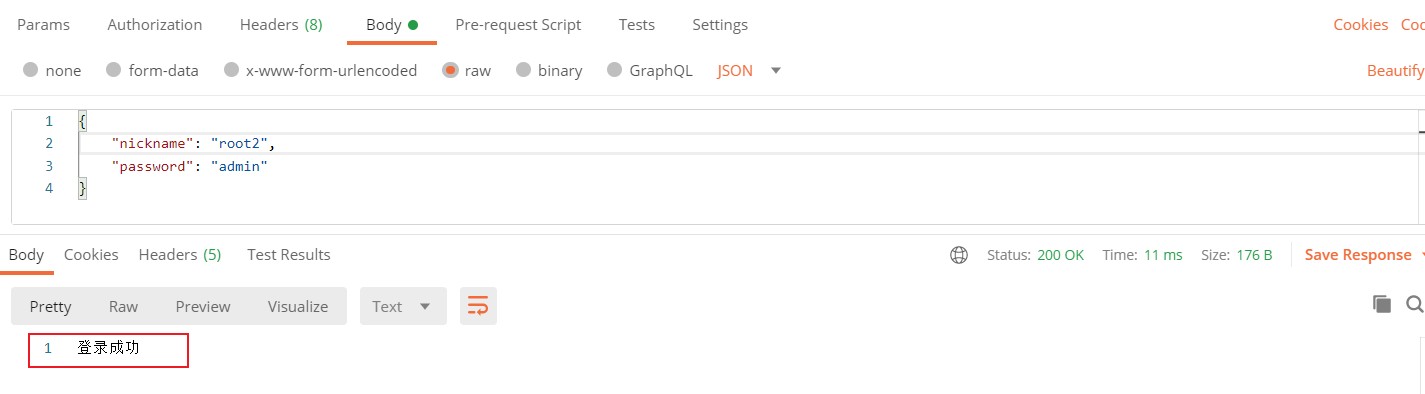 Params Authorization Headers (8) Body Pre-request Script Tests Settings Cookies
none form-data x-www-form-urlencoded raw binary GraphQL JSON Beautify
1 {
2 "nickname": "root2",
3 "password": "admin"
4 }
Body Cookies Headers (5) Test Results Status: 200 OK Time: 11 ms Size: 176 B Save Response
Pretty Raw Preview Visualize Text
1 登录成功